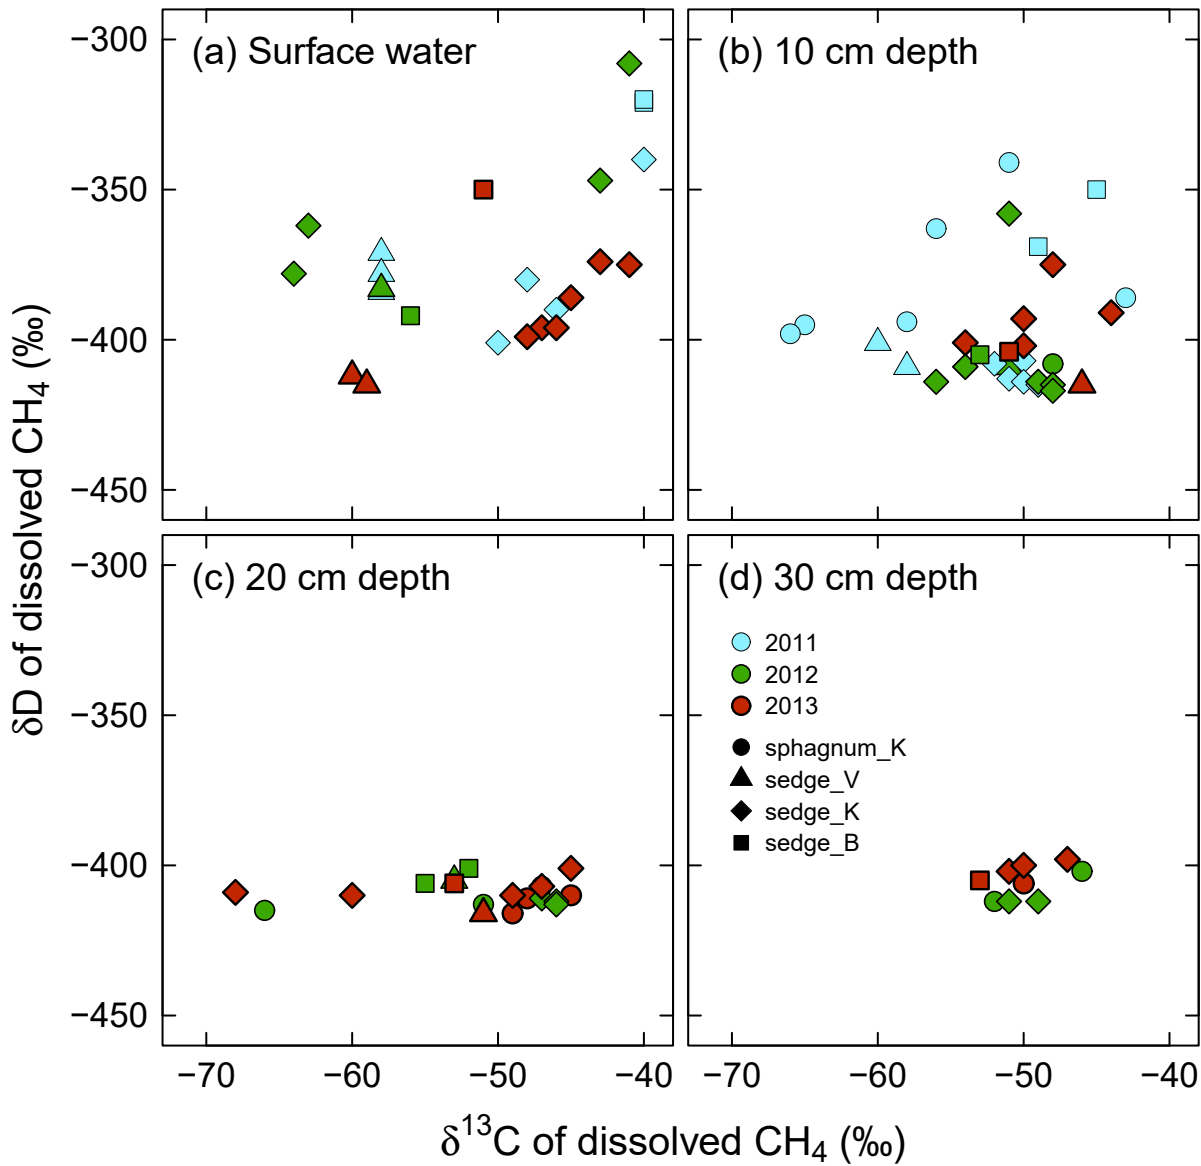 (a) Surface water
(b) 10 cm depth
−300
−350
−400
−450
(c) 20 cm depth
(d) 30 cm depth
−300
−350
−400
−450
2011
2012
2013
sphagnum_K
sedge_V
sedge_K
sedge_B
−70 −60 −50 −40 −70 −60 −50 −40
δD of dissolved CH₄ (‰)
δ¹³C of dissolved CH₄ (‰)